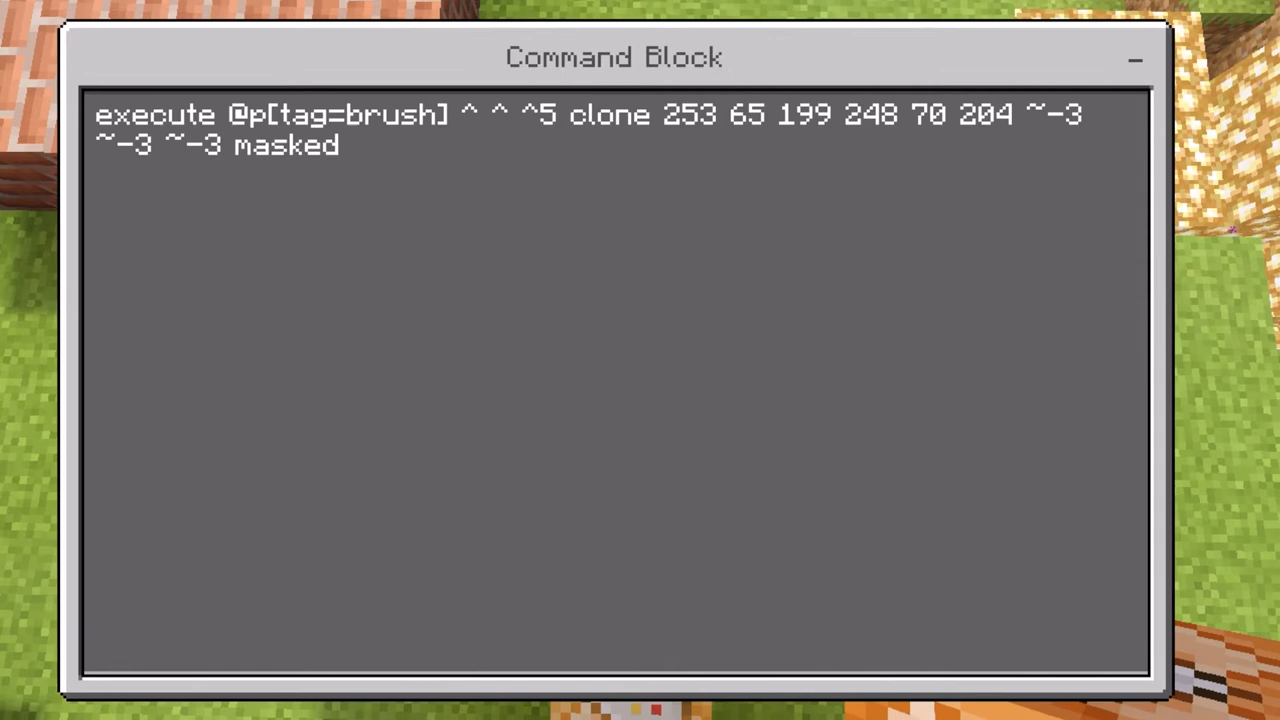 Command Block
execute @p[tag=brush] ^ ^ ^5 clone 253 65 199 248 70 204 ~-3
~-3 ~-3 masked